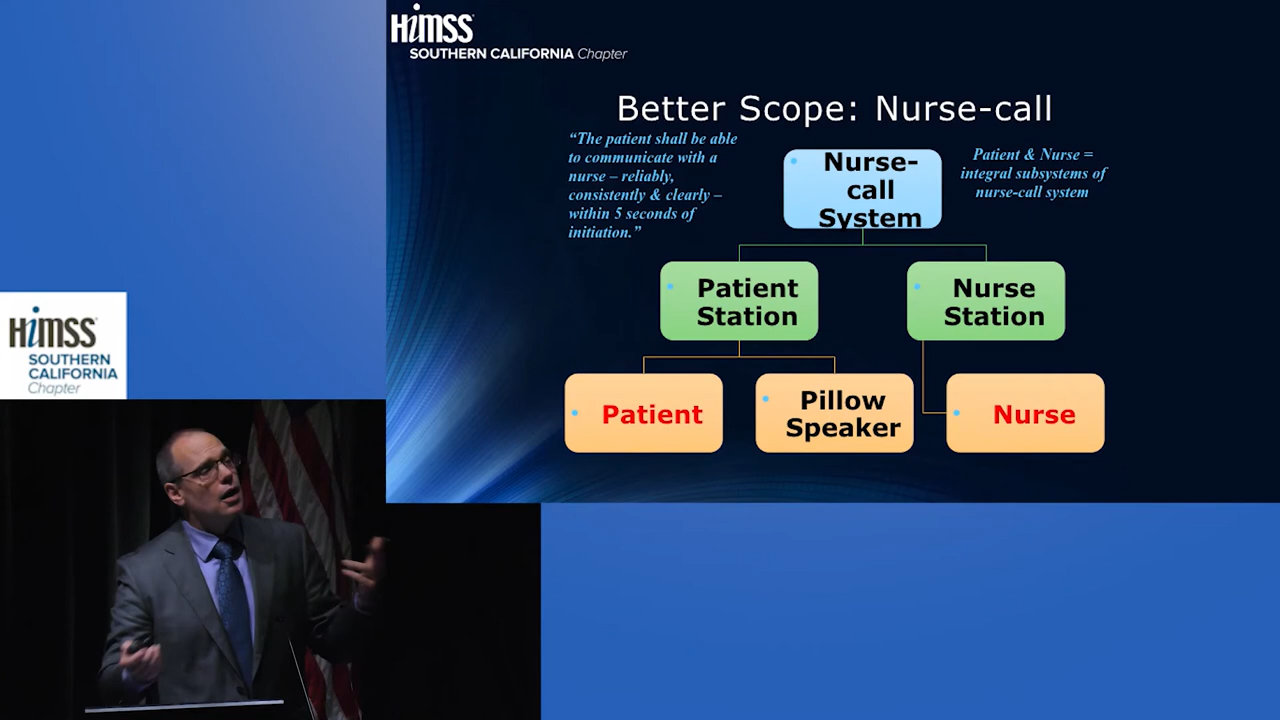 HiMSS
SOUTHERN CALIFORNIA Chapter
Better Scope: Nurse-call
“The patient shall be able
to communicate with a
nurse – reliably,
consistently & clearly –
within 5 seconds of
initiation.”
Nurse-
call
System
Patient & Nurse =
integral subsystems of
nurse-call system
Patient
Station
Nurse
Station
Patient
Pillow
Speaker
Nurse
HiMSS
SOUTHERN
CALIFORNIA
Chapter